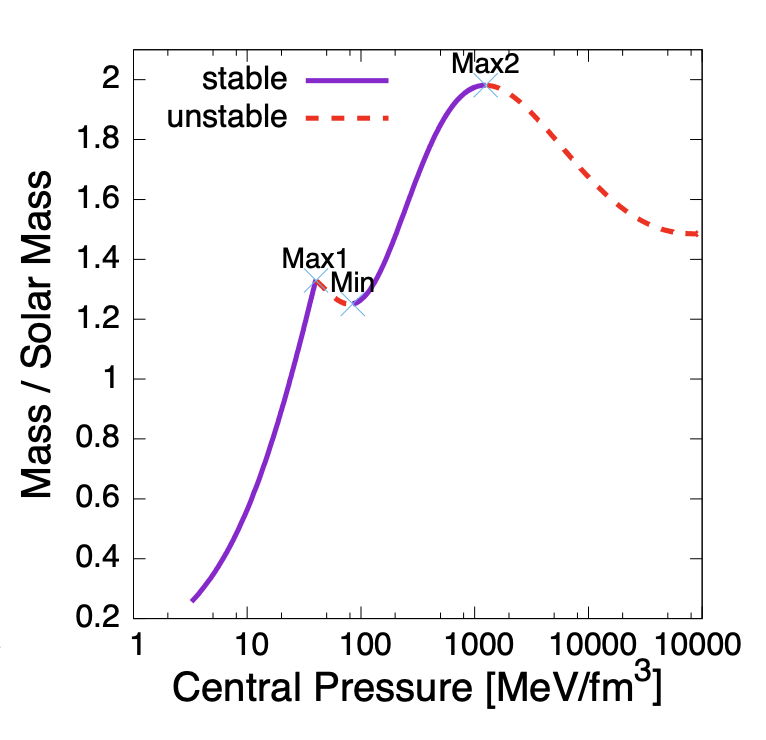 Max2
stable
2
unstable
1.8
1.6
Max1
1.4
Min
1.2
1
0.8
0.6
0.4
0.2
1 10 100 1000 10000 10000
Mass / Solar Mass
Central Pressure [MeV/fm³]